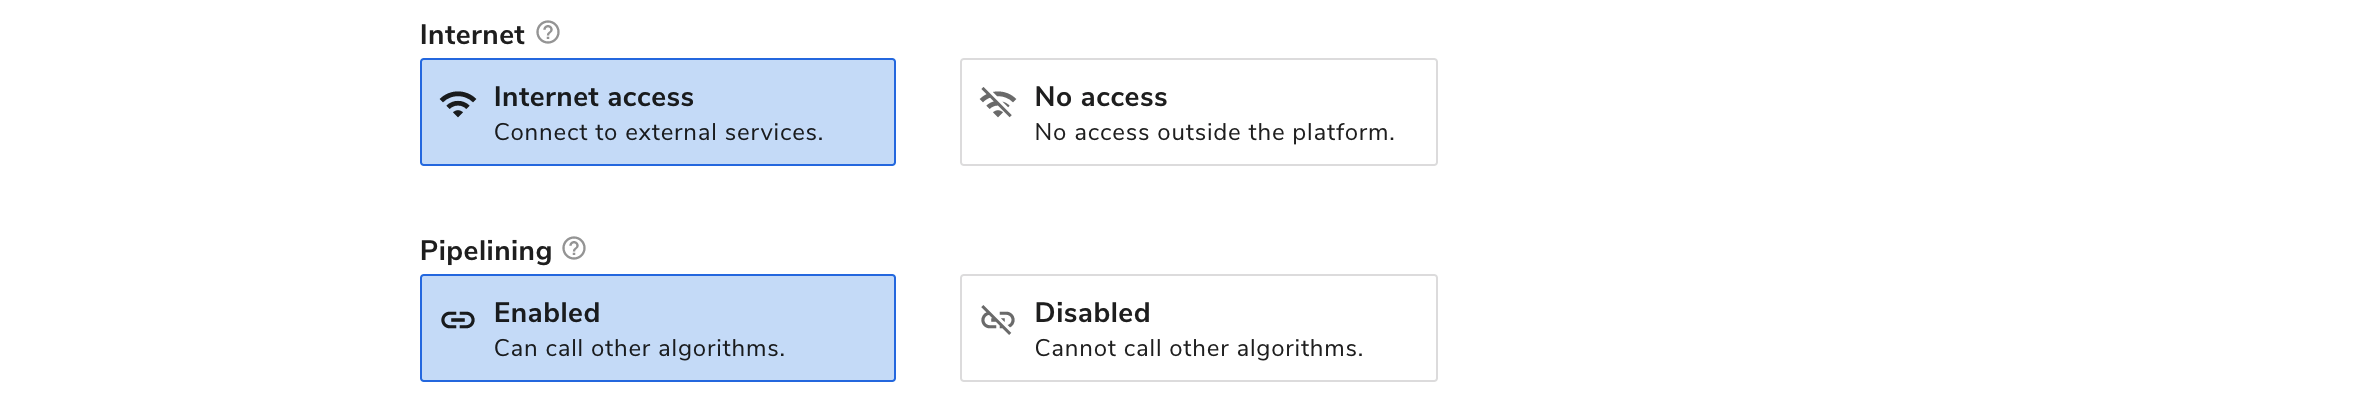 Internet
Internet access
Connect to external services.
No access
No access outside the platform.
Pipelining
Enabled
Can call other algorithms.
Disabled
Cannot call other algorithms.